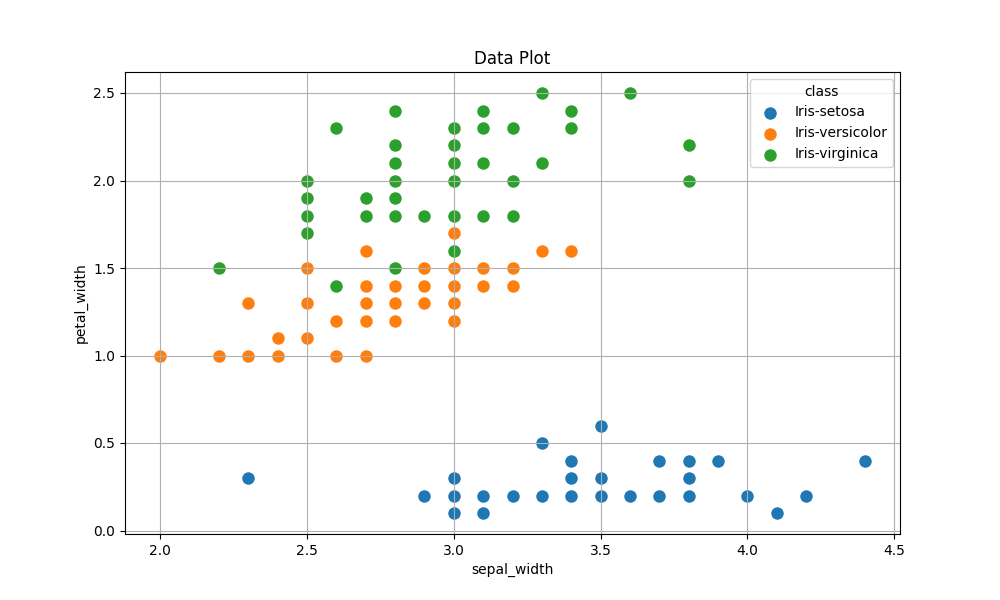 Data Plot
class
Iris-setosa
Iris-versicolor
Iris-virginica
petal_width
2.5
2.0
1.5
1.0
0.5
0.0
2.0 2.5 3.0 3.5 4.0 4.5
sepal_width